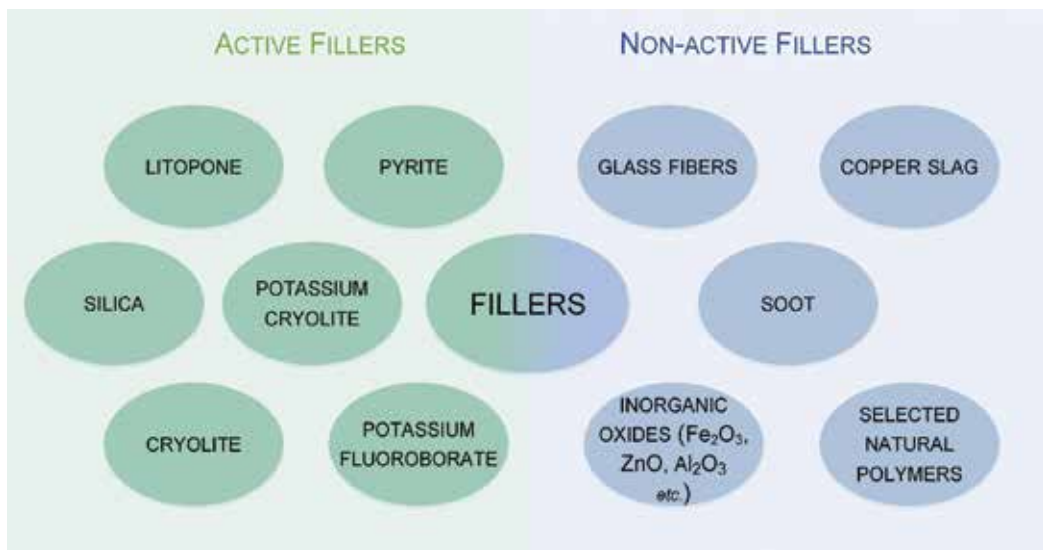 ACTIVE FILLERS
NON-ACTIVE FILLERS
LITOPONE
PYRITE
GLASS FIBERS
COPPER SLAG
SILICA
POTASSIUM
CRYOLITE
FILLERS
SOOT
CRYOLITE
POTASSIUM
FLUOROBORATE
INORGANIC
OXIDES (Fe₂O₃,
ZnO, Al₂O₃
etc.)
SELECTED
NATURAL
POLYMERS